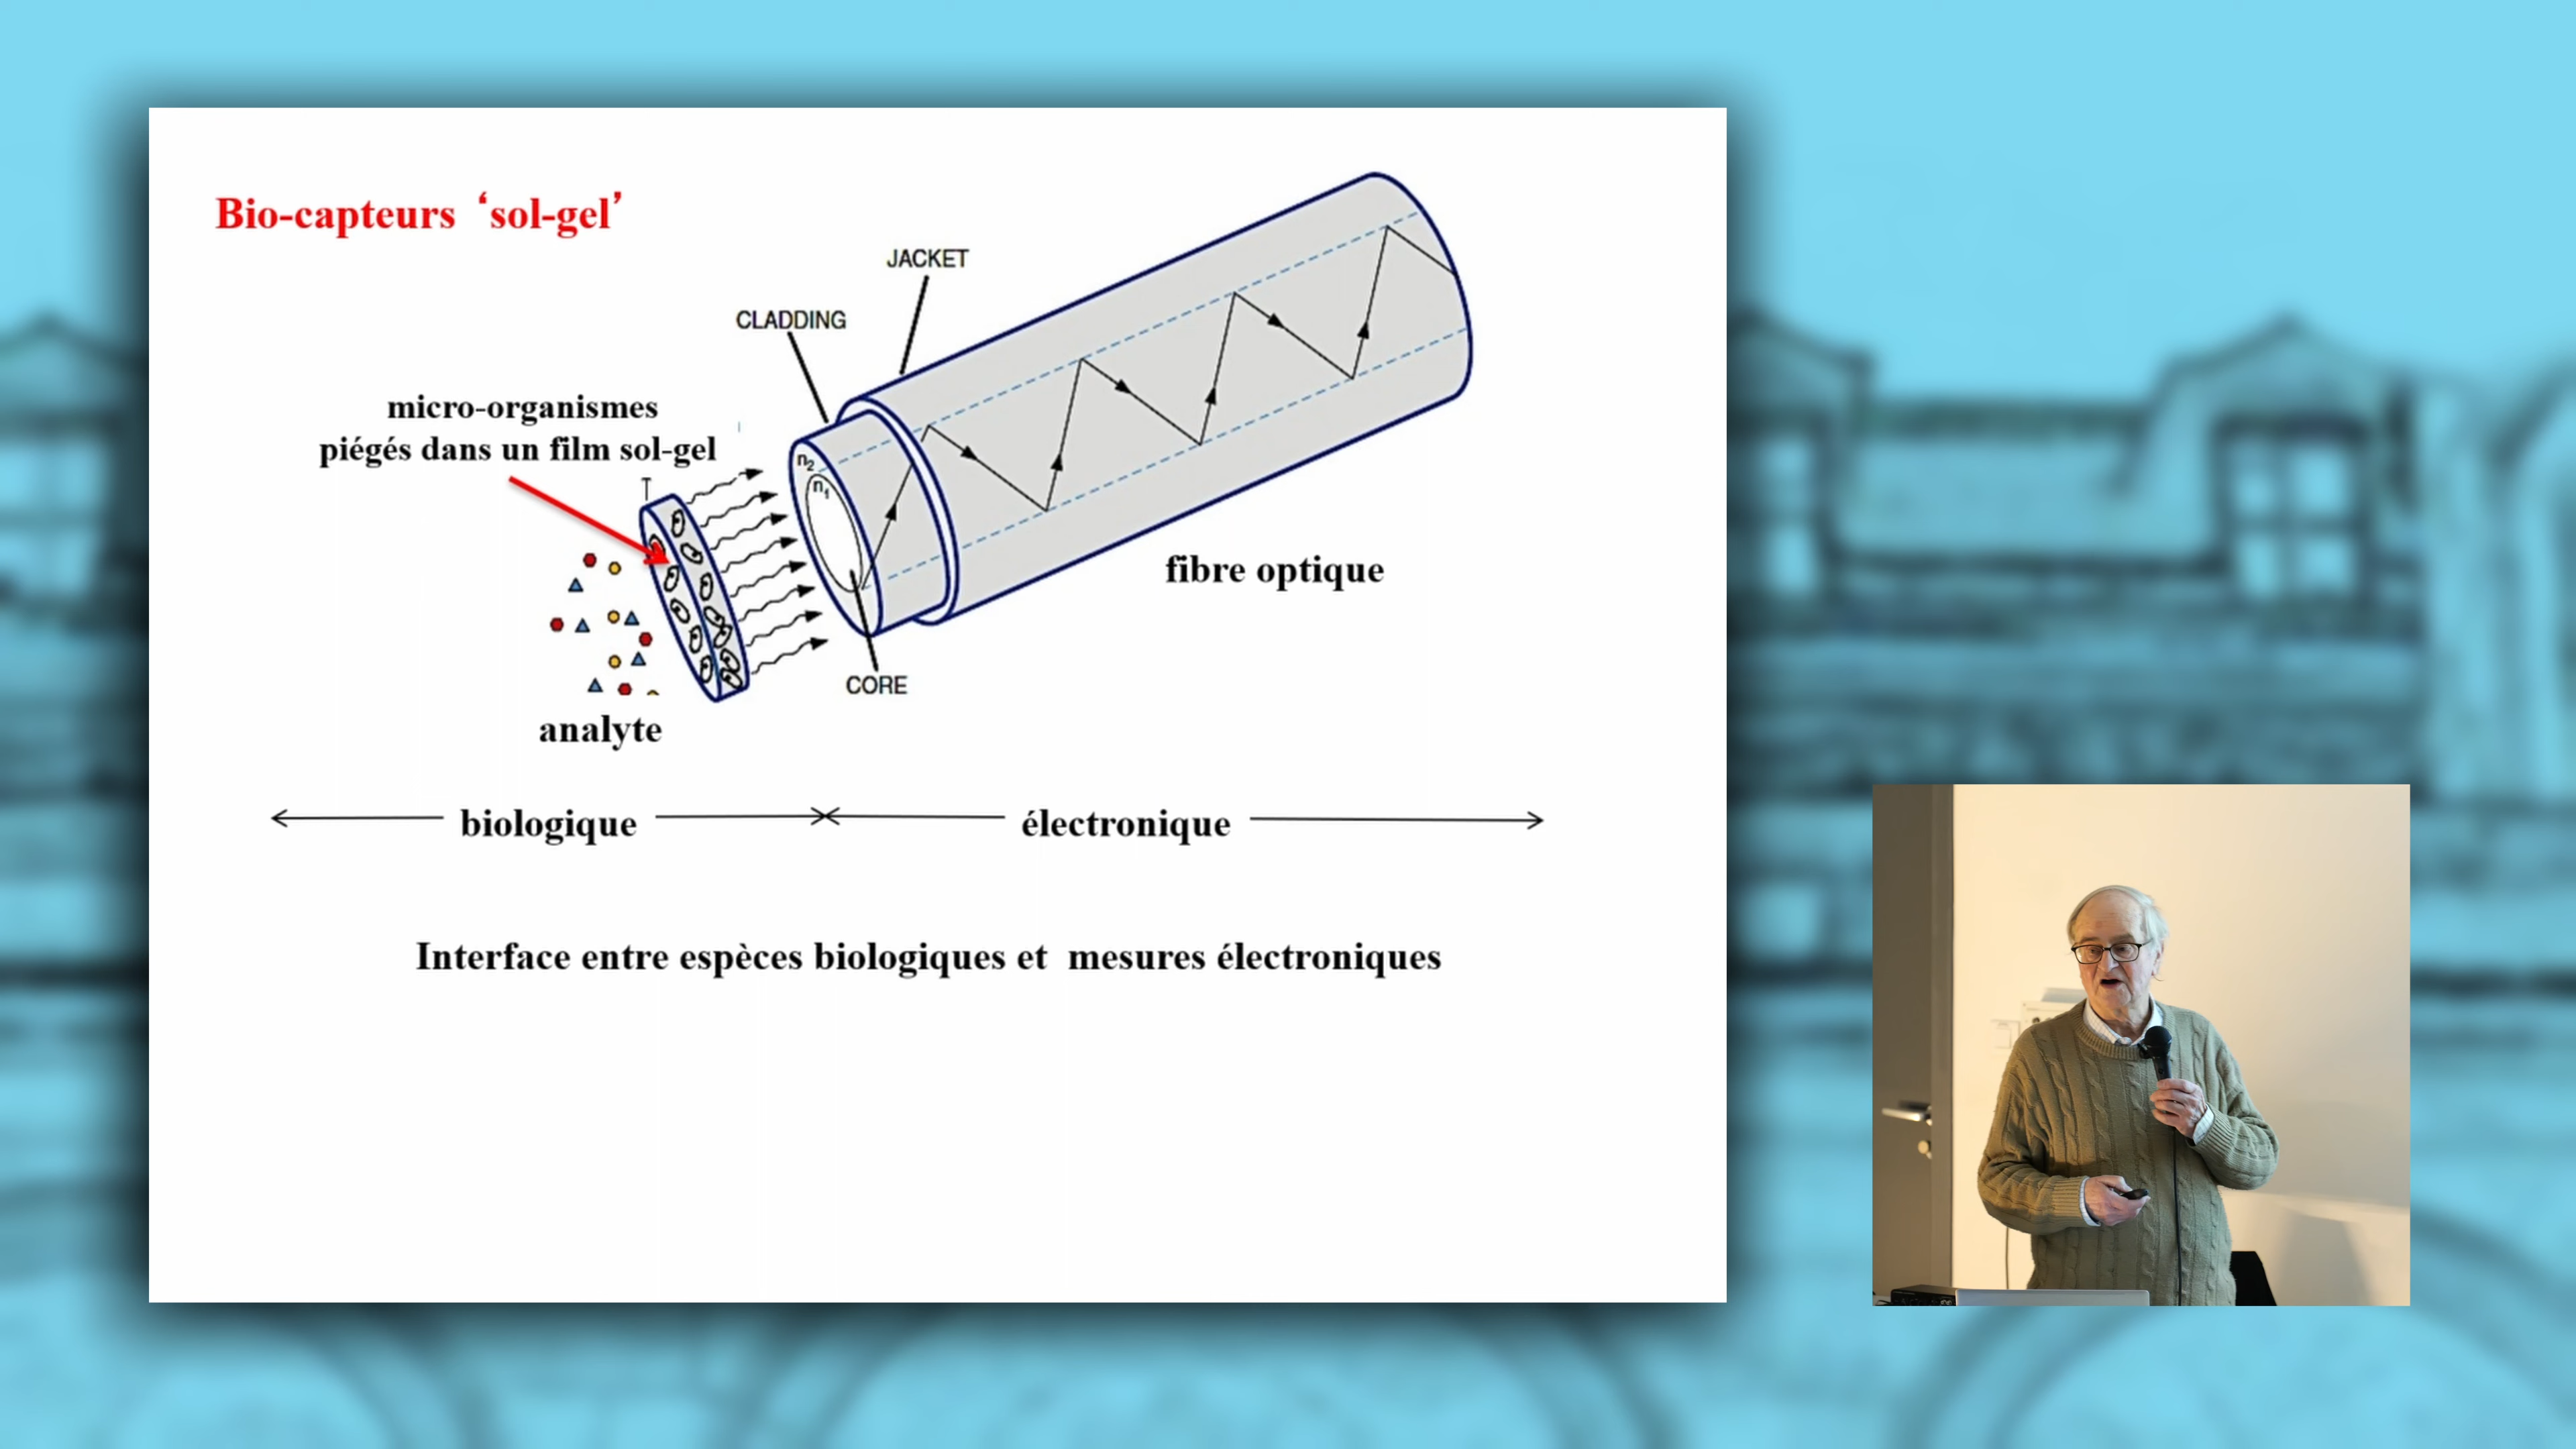 Bio-capteurs ‘sol-gel’
JACKET
CLADDING
micro-organismes
piégés dans un film sol-gel
T
n2
n1
fibre optique
CORE
analyte
biologique
électronique
Interface entre espèces biologiques et mesures électroniques